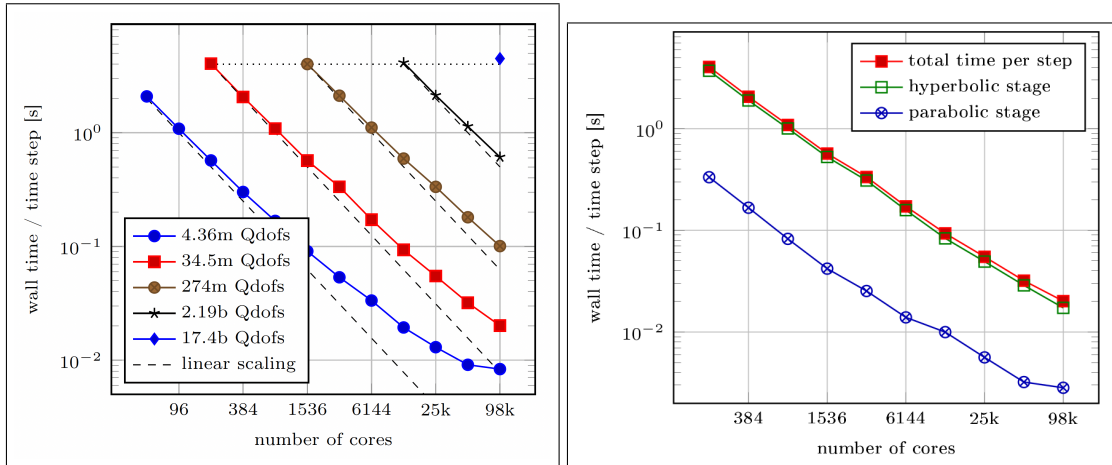 wall time / time step [s]
10^0
10^−1
10^−2
4.36m Qdofs
34.5m Qdofs
274m Qdofs
2.19b Qdofs
17.4b Qdofs
linear scaling
96 384 1536 6144 25k 98k
number of cores
wall time / time step [s]
10^0
10^−1
10^−2
total time per step
hyperbolic stage
parabolic stage
384 1536 6144 25k 98k
number of cores